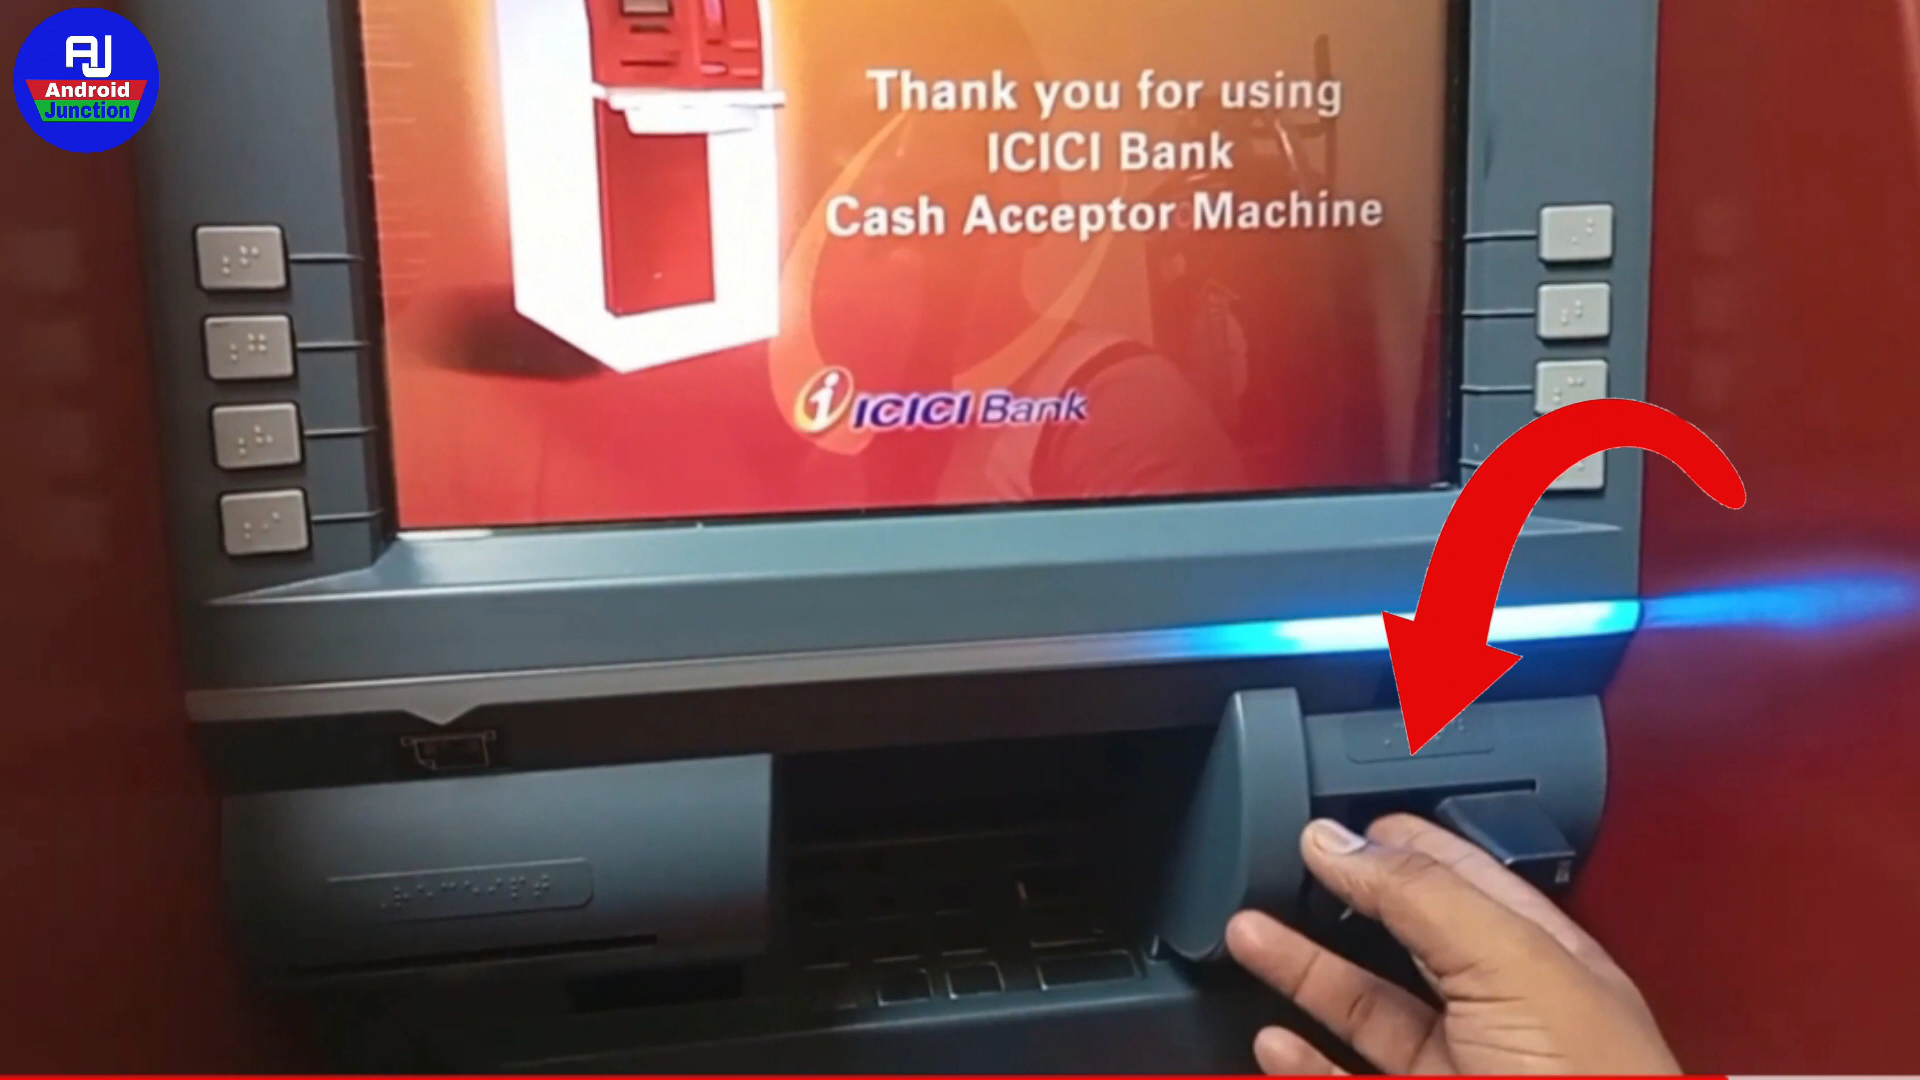 AJ
Android
Junction
Thank you for using
ICICI Bank
Cash Acceptor Machine
i ICICI Bank